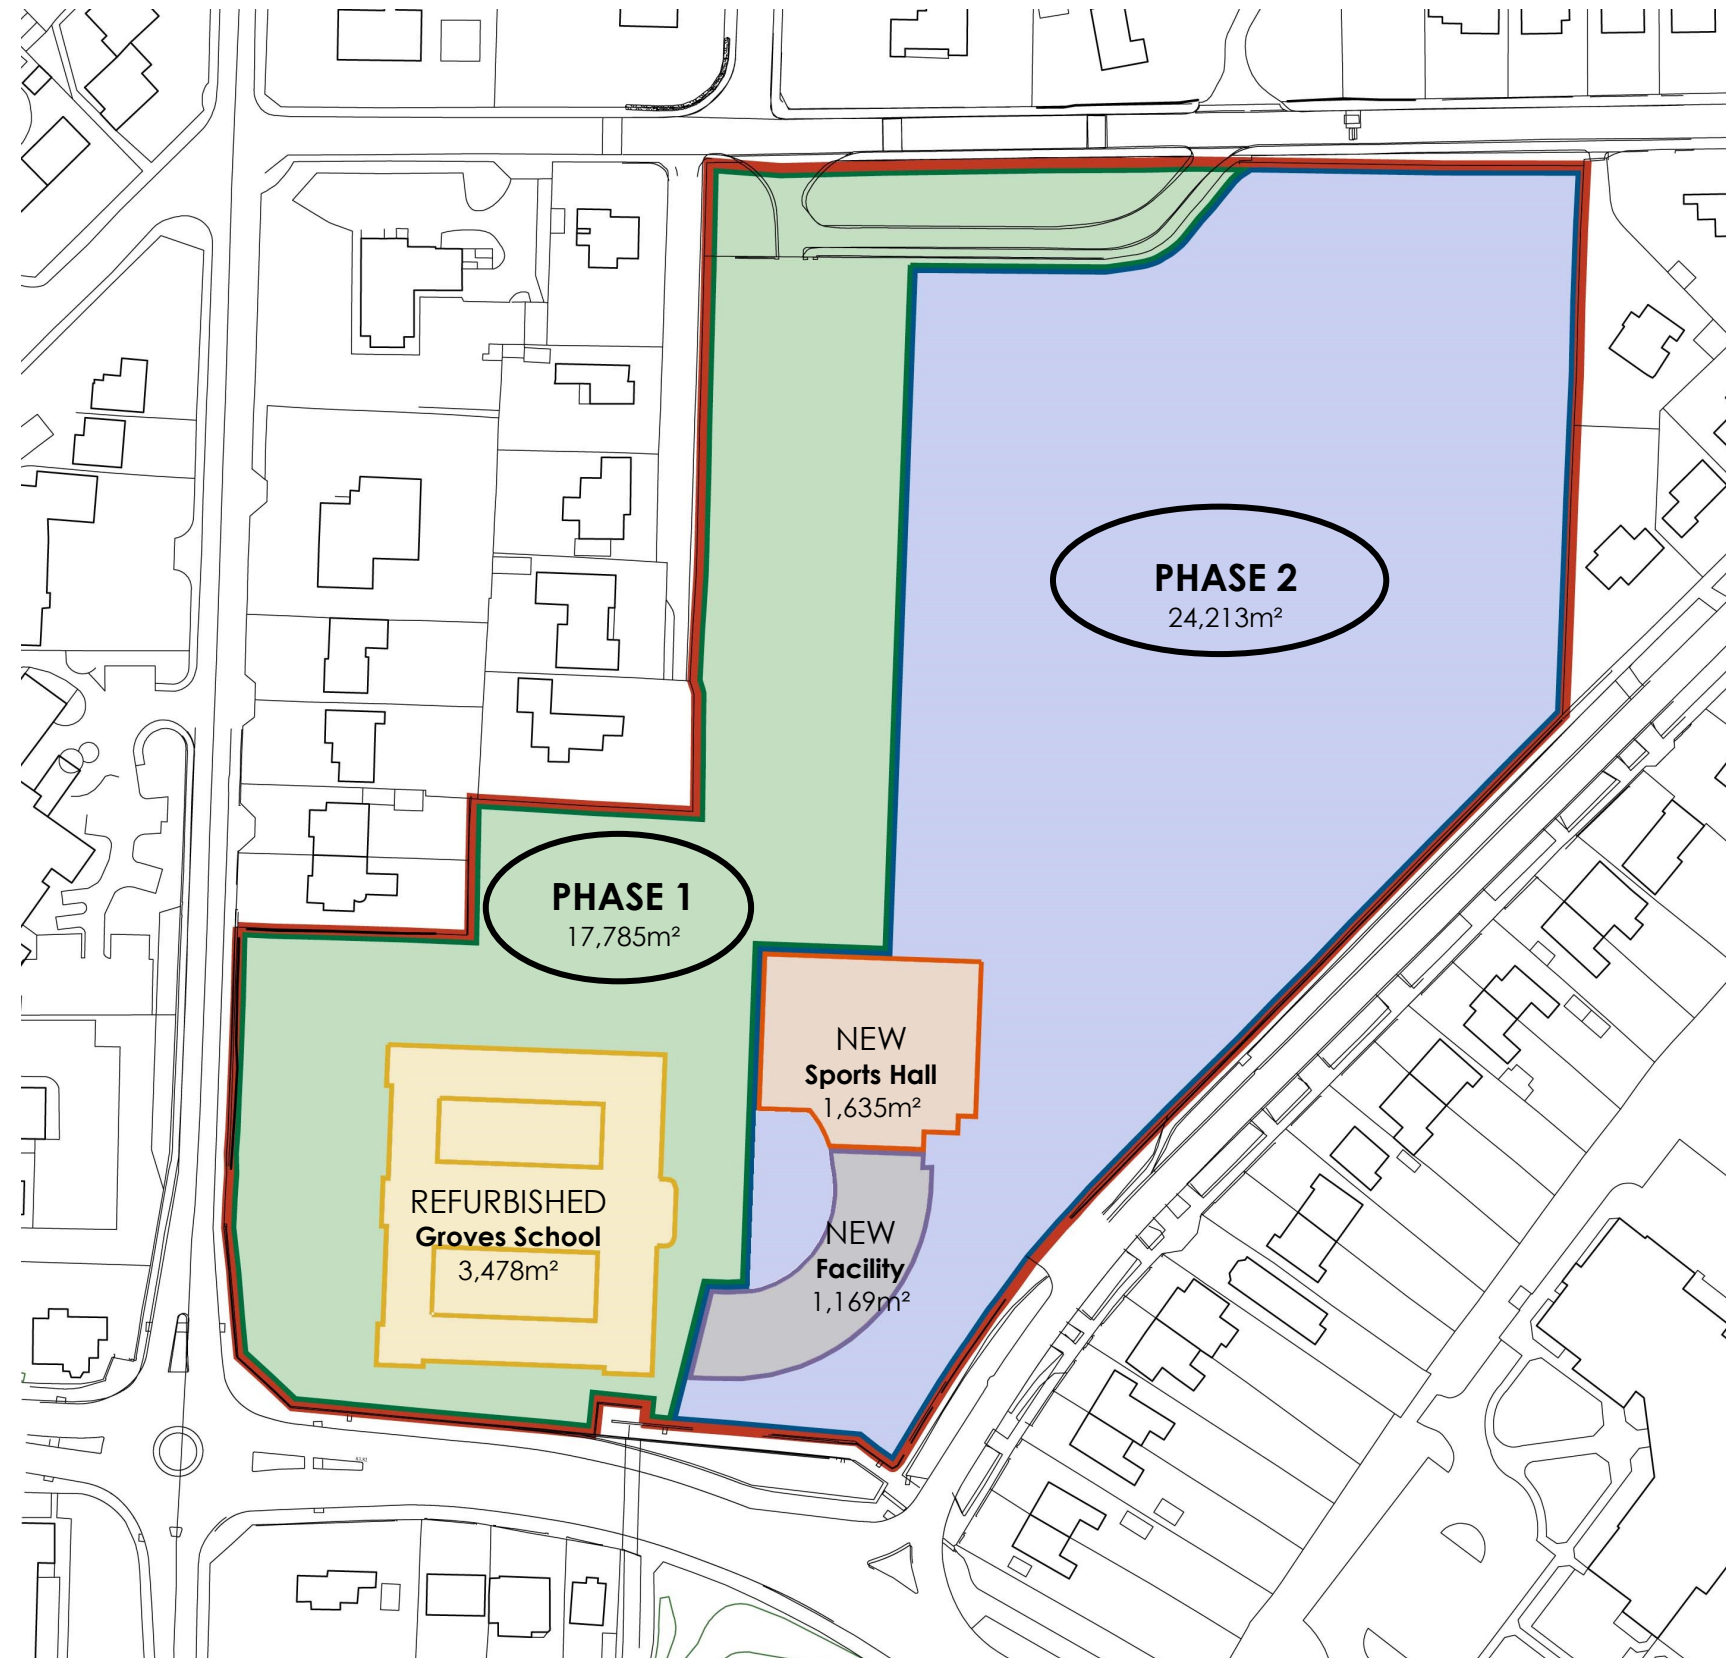 PHASE 2
24,213m²
PHASE 1
17,785m²
NEW
Sports Hall
1,635m²
REFURBISHED
Groves School
3,478m²
NEW
Facility
1,169m²